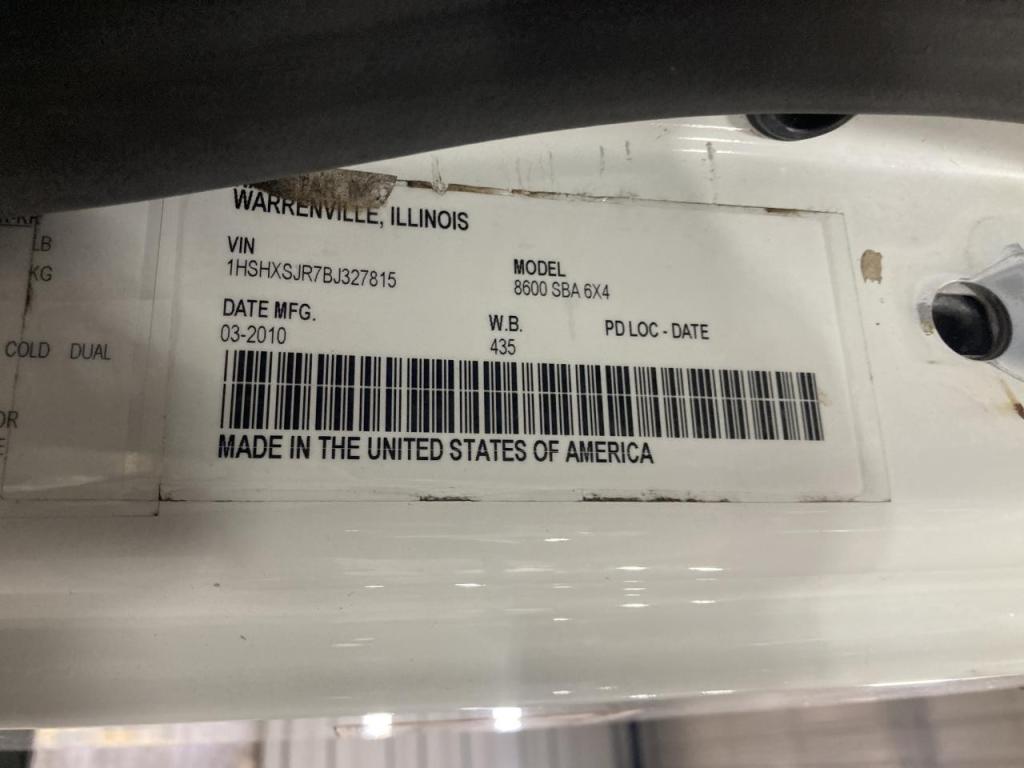 WARRENVILLE, ILLINOIS
VIN
1HSHXSJR7BJ327815
MODEL
8600 SBA 6X4
DATE MFG.
03-2010
W.B.
435
PD LOC - DATE
MADE IN THE UNITED STATES OF AMERICA
LB
KG
COLD DUAL